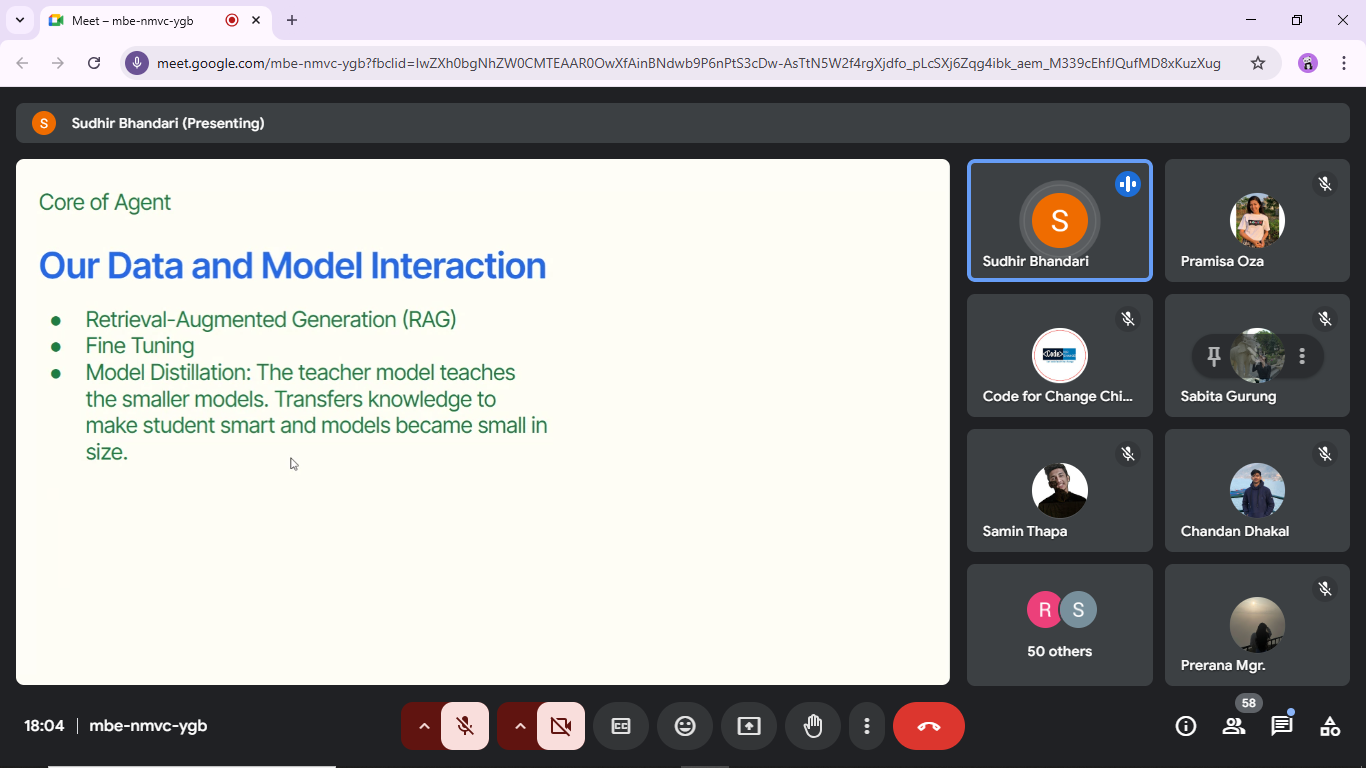 Meet – mbe-nmvc-ygb
meet.google.com/mbe-nmvc-ygb?fbclid=IwZXh0bgNhZW0CMTEAAR0OwXfAinBNdwb9P6nPtS3cDw-AsTtN5W2f4rgXjdfo_pLcSXj6Zqg4ibk_aem_M339cEhfJQufMD8xKuzXug
S
Sudhir Bhandari (Presenting)
Core of Agent
Our Data and Model Interaction
● Retrieval-Augmented Generation (RAG)
● Fine Tuning
● Model Distillation: The teacher model teaches
the smaller models. Transfers knowledge to
make student smart and models became small in
size.
S
Sudhir Bhandari
Pramisa Oza
Code for Change Chi...
Sabita Gurung
Samin Thapa
Chandan Dhakal
R S
50 others
Prerana Mgr.
18:04 | mbe-nmvc-ygb
58